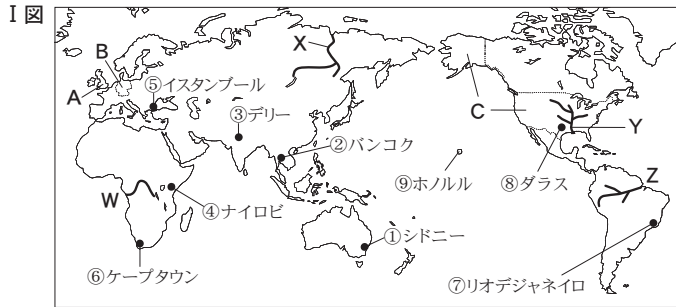 Ⅰ図
X
B
⑤イスタンブール
A
③デリー
C
②バンコク
Y
⑨ホノルル
⑧ダラス
Z
W
④ナイロビ
①シドニー
⑥ケープタウン
⑦リオデジャネイロ